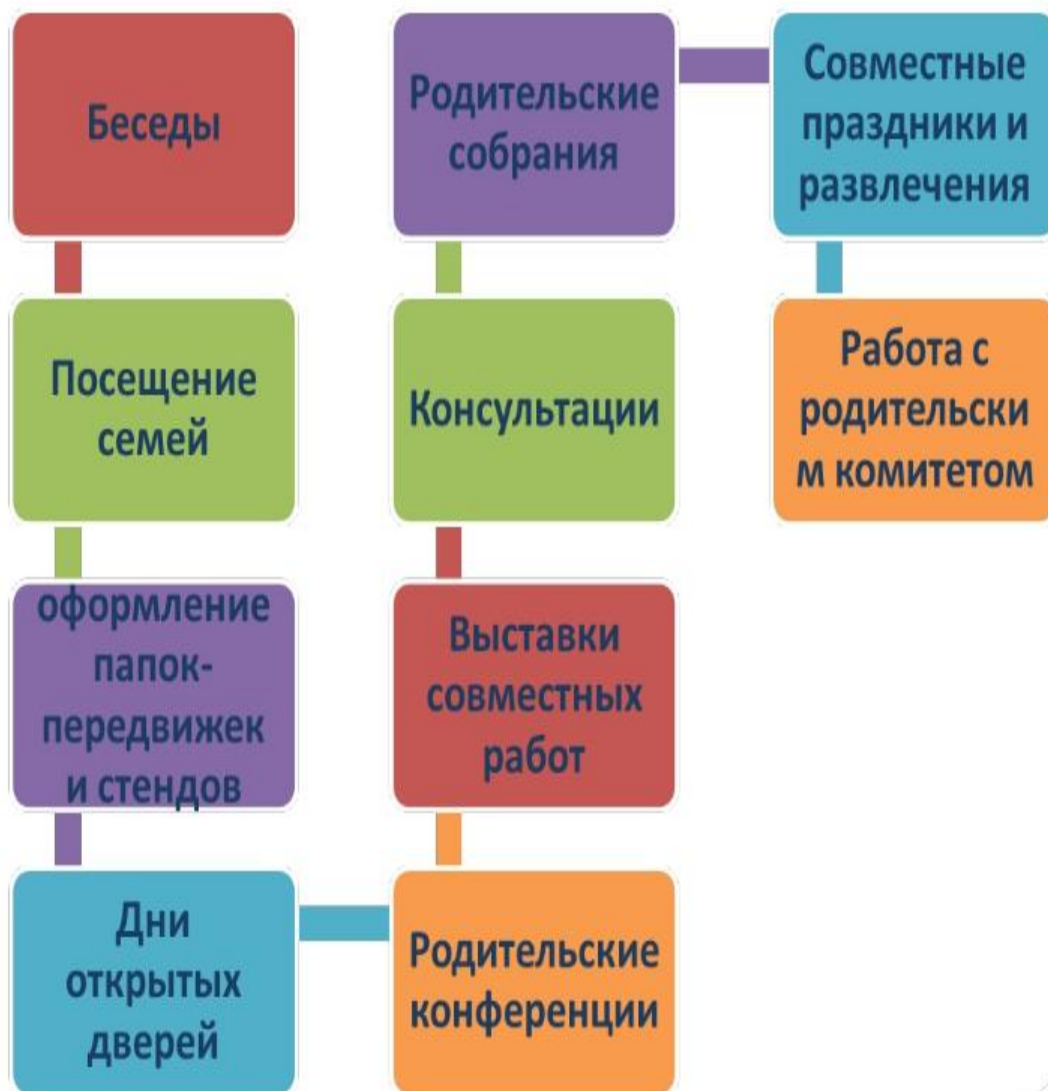 Беседы
Посещение
семей
оформление
папок-
передвижек
и стендов
Дни
открытых
дверей
Родительские
конференции
Выставки
совместных
работ
Консультации
Родительские
собрания
Совместные
праздники и
развлечения
Работа с
родительски
м комитетом